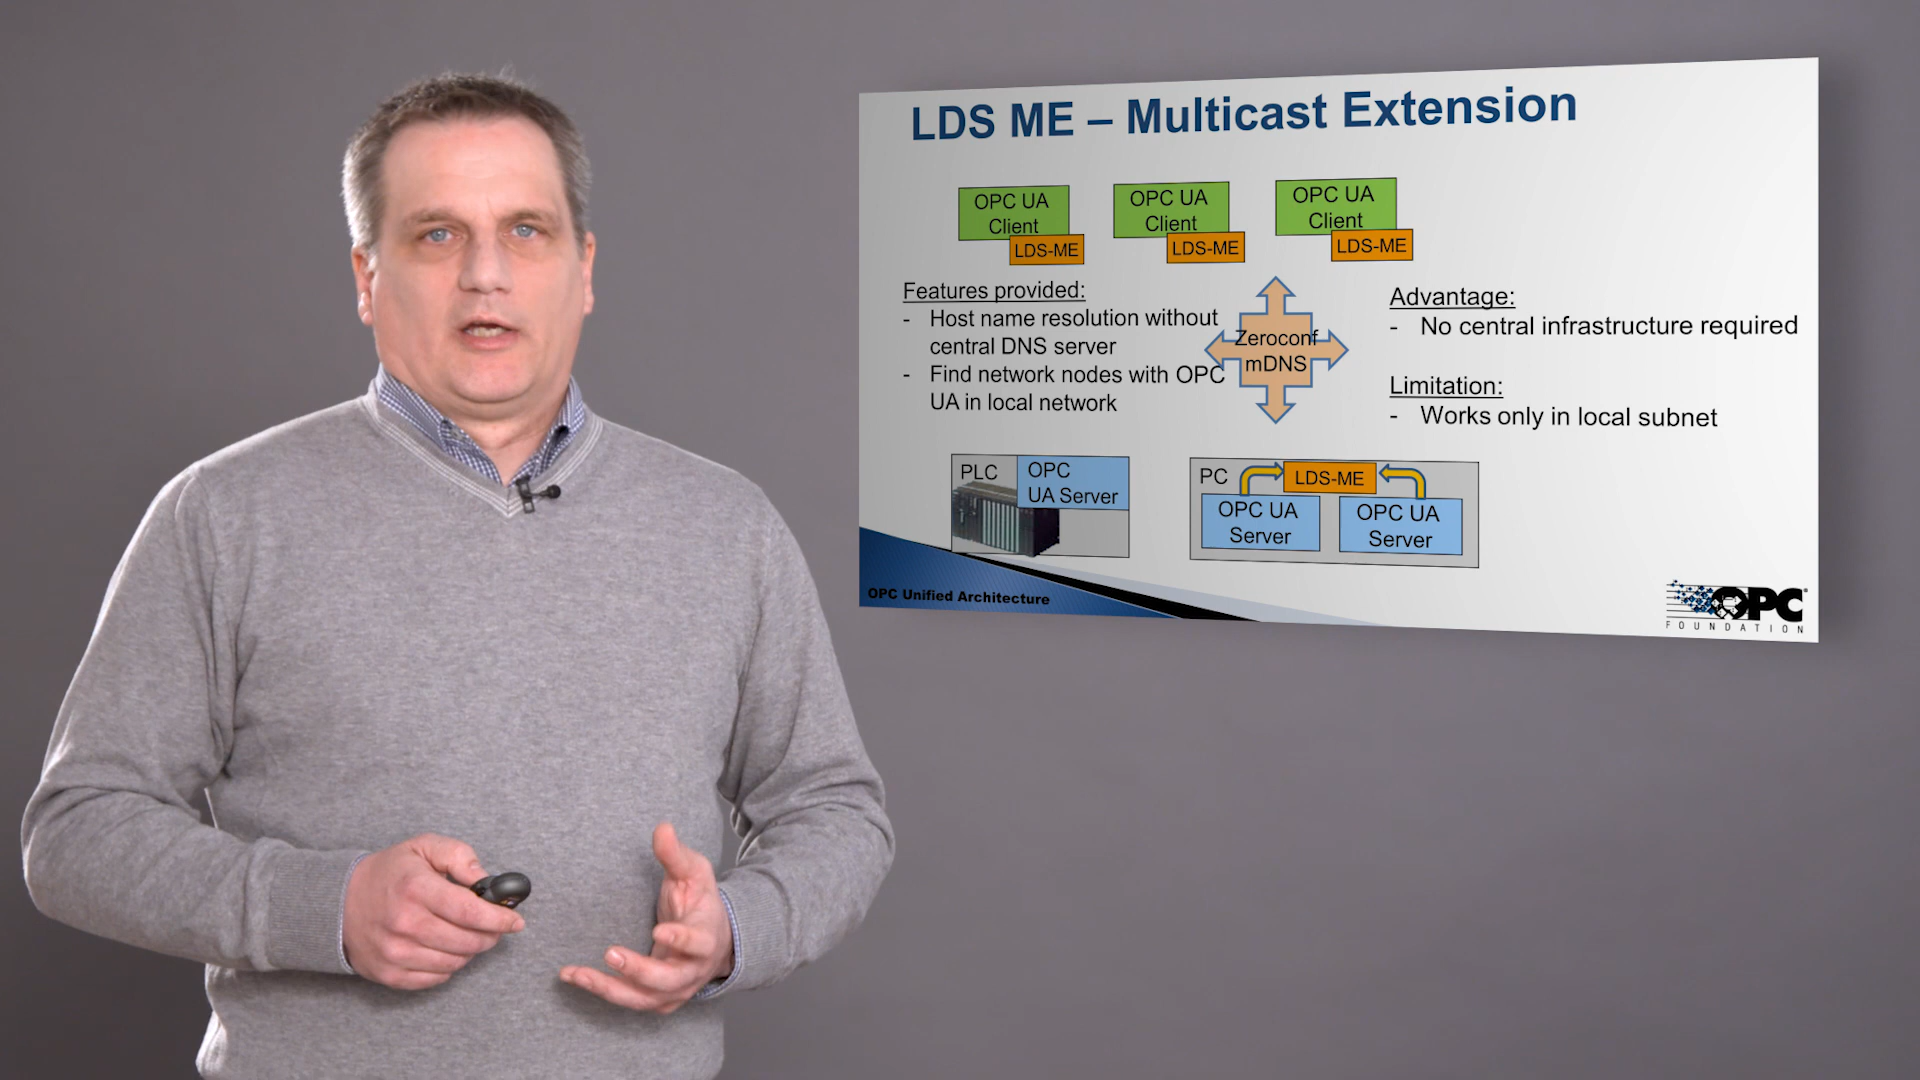 LDS ME – Multicast Extension
OPC UA
Client
LDS-ME
OPC UA
Client
LDS-ME
OPC UA
Client
LDS-ME
Features provided:
- Host name resolution without
central DNS server
- Find network nodes with OPC
UA in local network
Zeroconf
mDNS
Advantage:
- No central infrastructure required
Limitation:
- Works only in local subnet
PLC
OPC
UA Server
PC
LDS-ME
OPC UA
Server
OPC UA
Server
OPC Unified Architecture
OPC
FOUNDATION